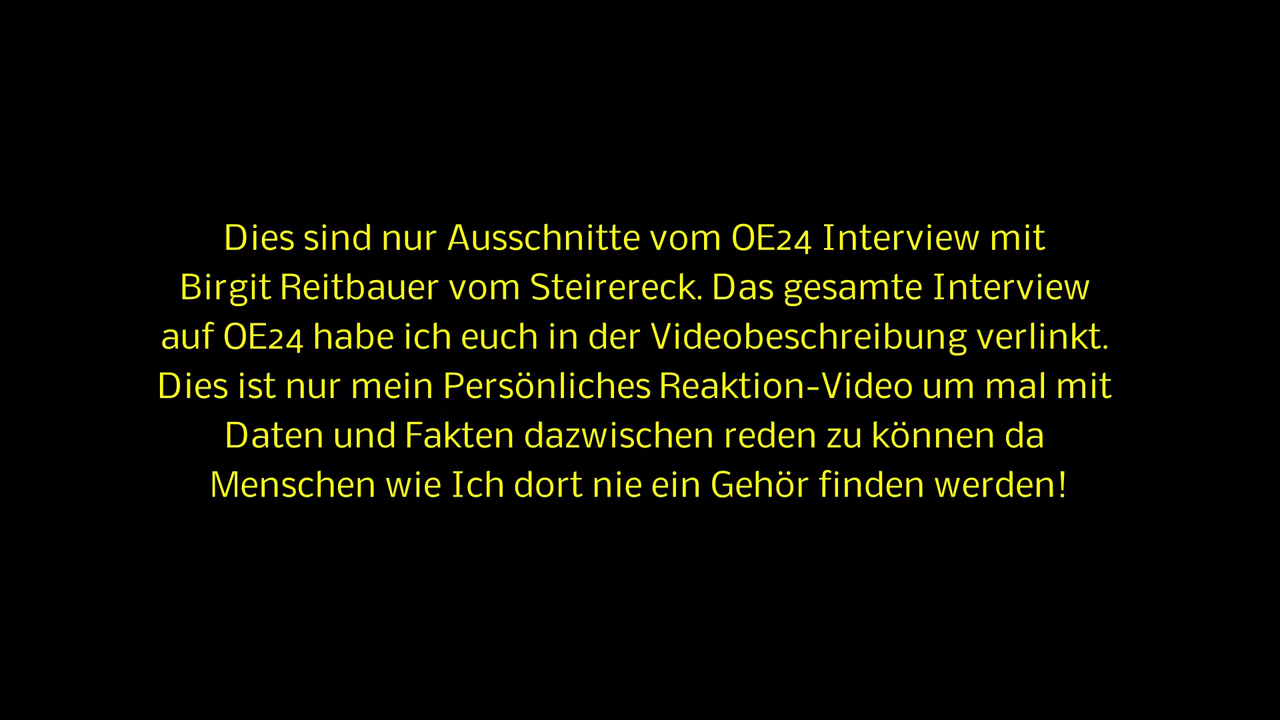 Dies sind nur Ausschnitte vom OE24 Interview mit
Birgit Reitbauer vom Steirereck. Das gesamte Interview
auf OE24 habe ich euch in der Videobeschreibung verlinkt.
Dies ist nur mein Persönliches Reaktion-Video um mal mit
Daten und Fakten dazwischen reden zu können da
Menschen wie Ich dort nie ein Gehör finden werden!